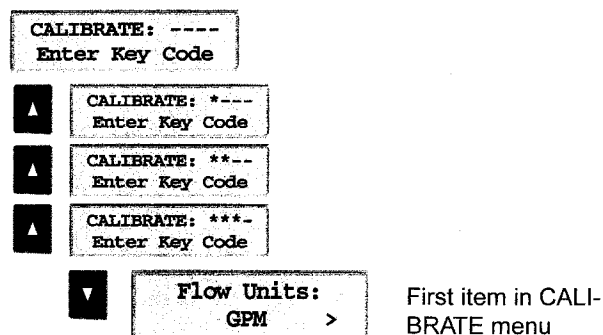 CALIBRATE: ----
Enter Key Code
CALIBRATE: *---
Enter Key Code
CALIBRATE: **--
Enter Key Code
CALIBRATE: ***-
Enter Key Code
Flow Units:
GPM >
First item in CALI-
BRATE menu